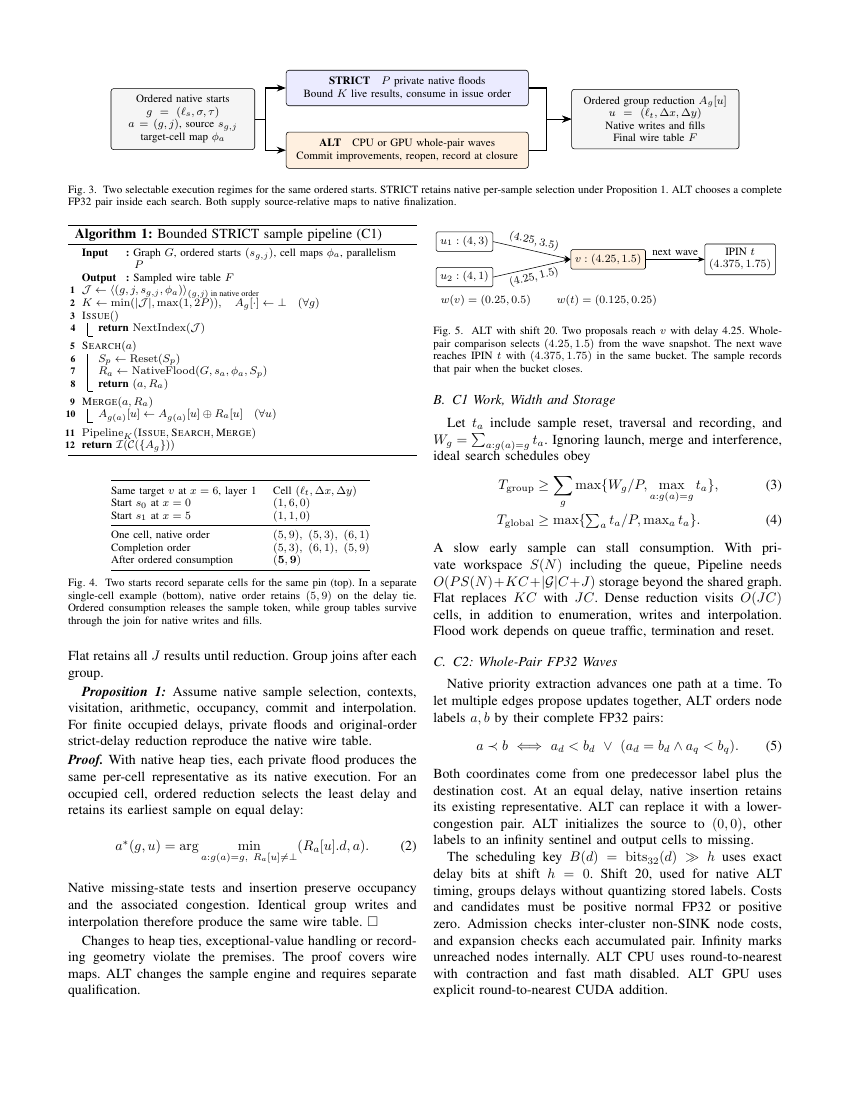 Ordered native starts
g = (ℓs, σ, τ)
a = (g, j), source s_{g,j}
target-cell map ϕ_a
STRICT P private native floods
Bound K live results, consume in issue order
ALT CPU or GPU whole-pair waves
Commit improvements, reopen, record at closure
Ordered group reduction A_g[u]
u = (ℓt, Δx, Δy)
Native writes and fills
Final wire table F
Fig. 3. Two selectable execution regimes for the same ordered starts. STRICT retains native per-sample selection under Proposition 1. ALT chooses a complete
FP32 pair inside each search. Both supply source-relative maps to native finalization.
Algorithm 1: Bounded STRICT sample pipeline (C1)
Input : Graph G, ordered starts (s_{g,j}), cell maps ϕ_a, parallelism
P
Output : Sampled wire table F
1 𝒥 ← ⟨(g, j, s_{g,j}, ϕ_a)⟩_{(g,j) in native order}
2 K ← min(|𝒥|, max(1, 2P)), A_g[·] ← ⊥ (∀g)
3 ISSUE()
4 return NextIndex(𝒥)
5 SEARCH(a)
6 S_p ← Reset(S_p)
7 R_a ← NativeFlood(G, s_a, ϕ_a, S_p)
8 return (a, R_a)
9 MERGE(a, R_a)
10 A_{g(a)}[u] ← A_{g(a)}[u] ⊕ R_a[u] (∀u)
11 Pipeline_K(ISSUE, SEARCH, MERGE)
12 return ℐ(𝒞({A_g}))
Same target v at x = 6, layer 1 Cell (ℓt, Δx, Δy)
Start s0 at x = 0 (1, 6, 0)
Start s1 at x = 5 (1, 1, 0)
One cell, native order (5, 9), (5, 3), (6, 1)
Completion order (5, 3), (6, 1), (5, 9)
After ordered consumption (5, 9)
Fig. 4. Two starts record separate cells for the same pin (top). In a separate
single-cell example (bottom), native order retains (5, 9) on the delay tie.
Ordered consumption releases the sample token, while group tables survive
through the join for native writes and fills.
Flat retains all J results until reduction. Group joins after each
group.
Proposition 1: Assume native sample selection, contexts,
visitation, arithmetic, occupancy, commit and interpolation.
For finite occupied delays, private floods and original-order
strict-delay reduction reproduce the native wire table.
Proof. With native heap ties, each private flood produces the
same per-cell representative as its native execution. For an
occupied cell, ordered reduction selects the least delay and
retains its earliest sample on equal delay:
a*(g, u) = arg min_{a:g(a)=g, R_a[u]≠⊥} (R_a[u].d, a). (2)
Native missing-state tests and insertion preserve occupancy
and the associated congestion. Identical group writes and
interpolation therefore produce the same wire table. □
Changes to heap ties, exceptional-value handling or record-
ing geometry violate the premises. The proof covers wire
maps. ALT changes the sample engine and requires separate
qualification.
u1 : (4, 3)
u2 : (4, 1)
(4.25, 3.5)
(4.25, 1.5)
v : (4.25, 1.5)
next wave
IPIN t
(4.375, 1.75)
w(v) = (0.25, 0.5) w(t) = (0.125, 0.25)
Fig. 5. ALT with shift 20. Two proposals reach v with delay 4.25. Whole-
pair comparison selects (4.25, 1.5) from the wave snapshot. The next wave
reaches IPIN t with (4.375, 1.75) in the same bucket. The sample records
that pair when the bucket closes.
B. C1 Work, Width and Storage
Let t_a include sample reset, traversal and recording, and
W_g = ∑_{a:g(a)=g} t_a. Ignoring launch, merge and interference,
ideal search schedules obey
T_group ≥ ∑_g max{W_g/P, max_{a:g(a)=g} t_a}, (3)
T_global ≥ max{∑_a t_a/P, max_a t_a}. (4)
A slow early sample can stall consumption. With pri-
vate workspace S(N) including the queue, Pipeline needs
O(PS(N)+KC+|𝒢|C+J) storage beyond the shared graph.
Flat replaces KC with JC. Dense reduction visits O(JC)
cells, in addition to enumeration, writes and interpolation.
Flood work depends on queue traffic, termination and reset.
C. C2: Whole-Pair FP32 Waves
Native priority extraction advances one path at a time. To
let multiple edges propose updates together, ALT orders node
labels a, b by their complete FP32 pairs:
a ≺ b ⟺ a_d < b_d ∨ (a_d = b_d ∧ a_q < b_q). (5)
Both coordinates come from one predecessor label plus the
destination cost. At an equal delay, native insertion retains
its existing representative. ALT can replace it with a lower-
congestion pair. ALT initializes the source to (0, 0), other
labels to an infinity sentinel and output cells to missing.
The scheduling key B(d) = bits_32(d) ≫ h uses exact
delay bits at shift h = 0. Shift 20, used for native ALT
timing, groups delays without quantizing stored labels. Costs
and candidates must be positive normal FP32 or positive
zero. Admission checks inter-cluster non-SINK node costs,
and expansion checks each accumulated pair. Infinity marks
unreached nodes internally. ALT CPU uses round-to-nearest
with contraction and fast math disabled. ALT GPU uses
explicit round-to-nearest CUDA addition.